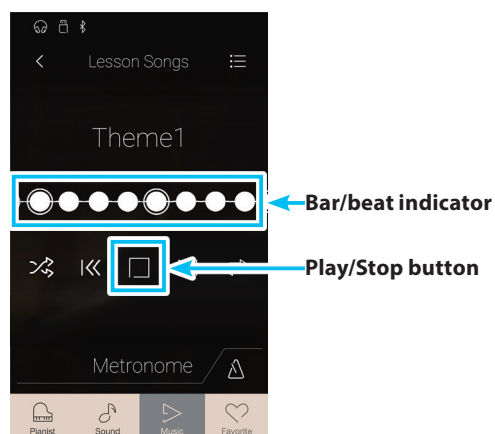 Lesson Songs
Theme1
Bar/beat indicator
Play/Stop button
Metronome
Pianist Sound Music Favorite